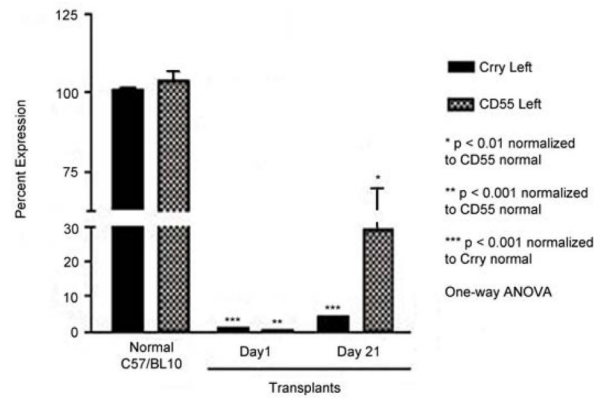 125
100
75
30
20
10
0
Percent Expression
***
**
***
*
Normal
C57/BL10
Day1
Day 21
Transplants
Crry Left
CD55 Left
* p < 0.01 normalized
to CD55 normal
** p < 0.001 normalized
to CD55 normal
*** p < 0.001 normalized
to Crry normal
One-way ANOVA